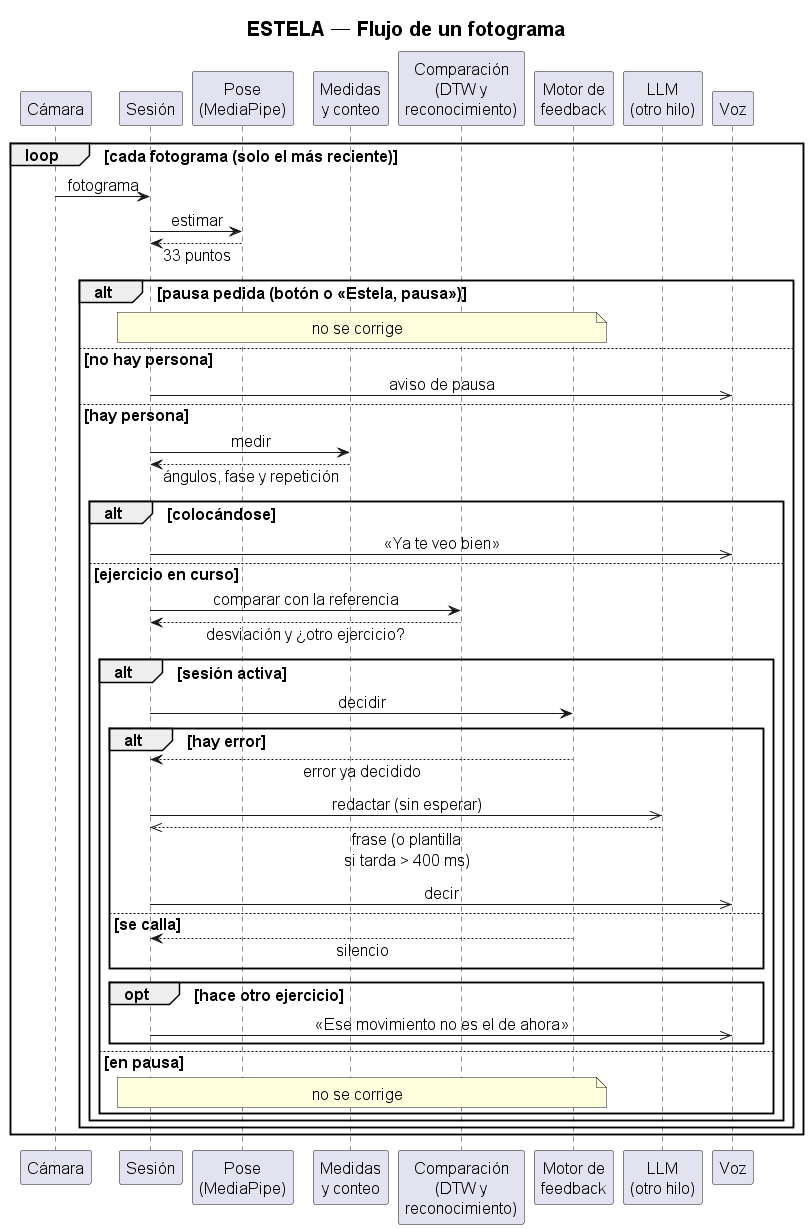 ESTELA — Flujo de un fotograma
Cámara
Sesión
Pose
(MediaPipe)
Medidas
y conteo
Comparación
(DTW y
reconocimiento)
Motor de
feedback
LLM
(otro hilo)
Voz
loop [cada fotograma (solo el más reciente)]
fotograma
estimar
33 puntos
alt [pausa pedida (botón o «Estela, pausa»)]
no se corrige
[no hay persona]
aviso de pausa
[hay persona]
medir
ángulos, fase y repetición
alt [colocándose]
«Ya te veo bien»
[ejercicio en curso]
comparar con la referencia
desviación y ¿otro ejercicio?
alt [sesión activa]
decidir
alt [hay error]
error ya decidido
redactar (sin esperar)
frase (o plantilla
si tarda > 400 ms)
decir
[se calla]
silencio
opt [hace otro ejercicio]
«Ese movimiento no es el de ahora»
[en pausa]
no se corrige
Cámara
Sesión
Pose
(MediaPipe)
Medidas
y conteo
Comparación
(DTW y
reconocimiento)
Motor de
feedback
LLM
(otro hilo)
Voz